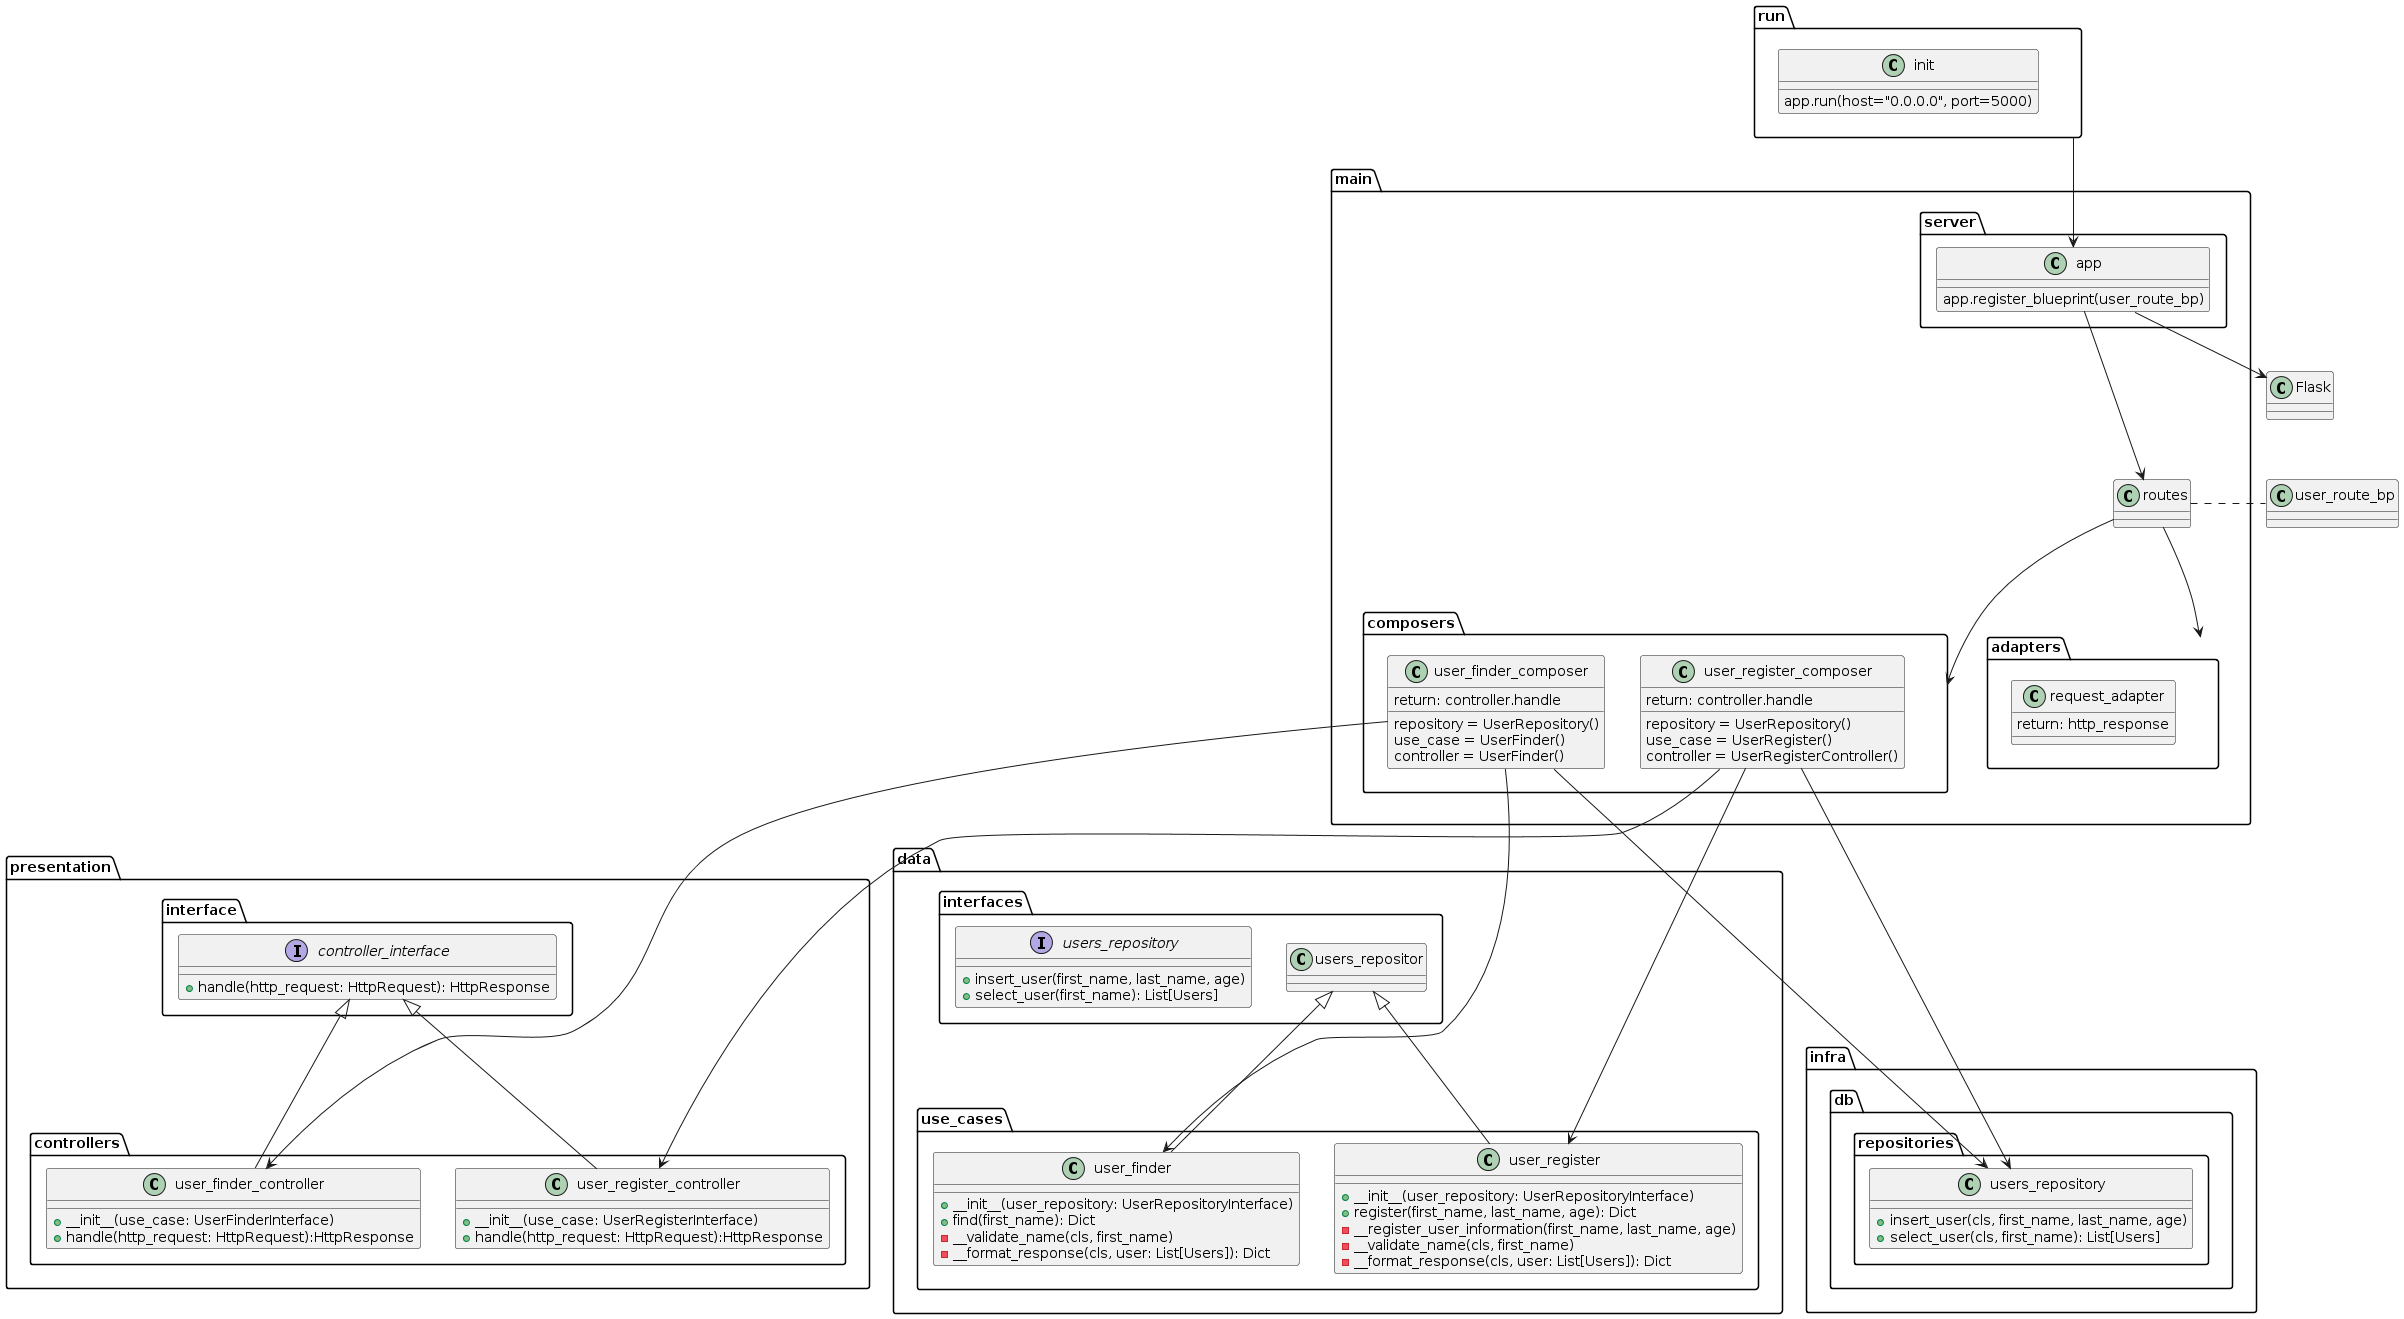 run
init
app.run(host="0.0.0.0", port=5000)
main
server
app
app.register_blueprint(user_route_bp)
Flask
routes
user_route_bp
composers
user_finder_composer
return: controller.handle
repository = UserRepository()
use_case = UserFinder()
controller = UserFinder()
user_register_composer
return: controller.handle
repository = UserRepository()
use_case = UserRegister()
controller = UserRegisterController()
adapters
request_adapter
return: http_response
presentation
interface
controller_interface
handle(http_request: HttpRequest): HttpResponse
controllers
user_finder_controller
__init__(use_case: UserFinderInterface)
handle(http_request: HttpRequest):HttpResponse
user_register_controller
__init__(use_case: UserRegisterInterface)
handle(http_request: HttpRequest):HttpResponse
data
interfaces
users_repository
insert_user(first_name, last_name, age)
select_user(first_name): List[Users]
users_repositor
use_cases
user_finder
__init__(user_repository: UserRepositoryInterface)
find(first_name): Dict
__validate_name(cls, first_name)
__format_response(cls, user: List[Users]): Dict
user_register
__init__(user_repository: UserRepositoryInterface)
register(first_name, last_name, age): Dict
__register_user_information(first_name, last_name, age)
__validate_name(cls, first_name)
__format_response(cls, user: List[Users]): Dict
infra
db
repositories
users_repository
insert_user(cls, first_name, last_name, age)
select_user(cls, first_name): List[Users]